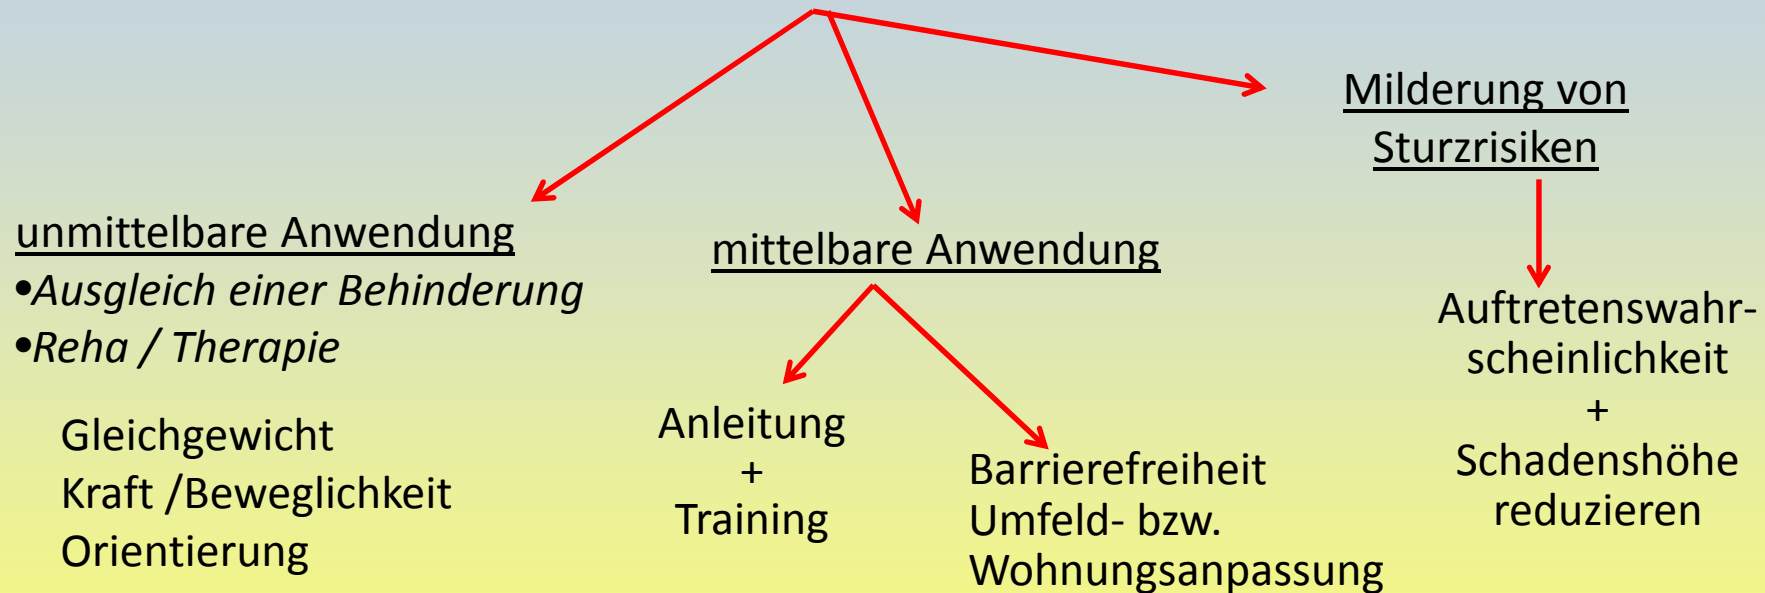 unmittelbare Anwendung
•Ausgleich einer Behinderung
•Reha / Therapie
Gleichgewicht
Kraft /Beweglichkeit
Orientierung
mittelbare Anwendung
Anleitung
+
Training
Barrierefreiheit
Umfeld- bzw.
Wohnungsanpassung
Milderung von
Sturzrisiken
Auftretenswahr-
scheinlichkeit
+
Schadenshöhe
reduzieren